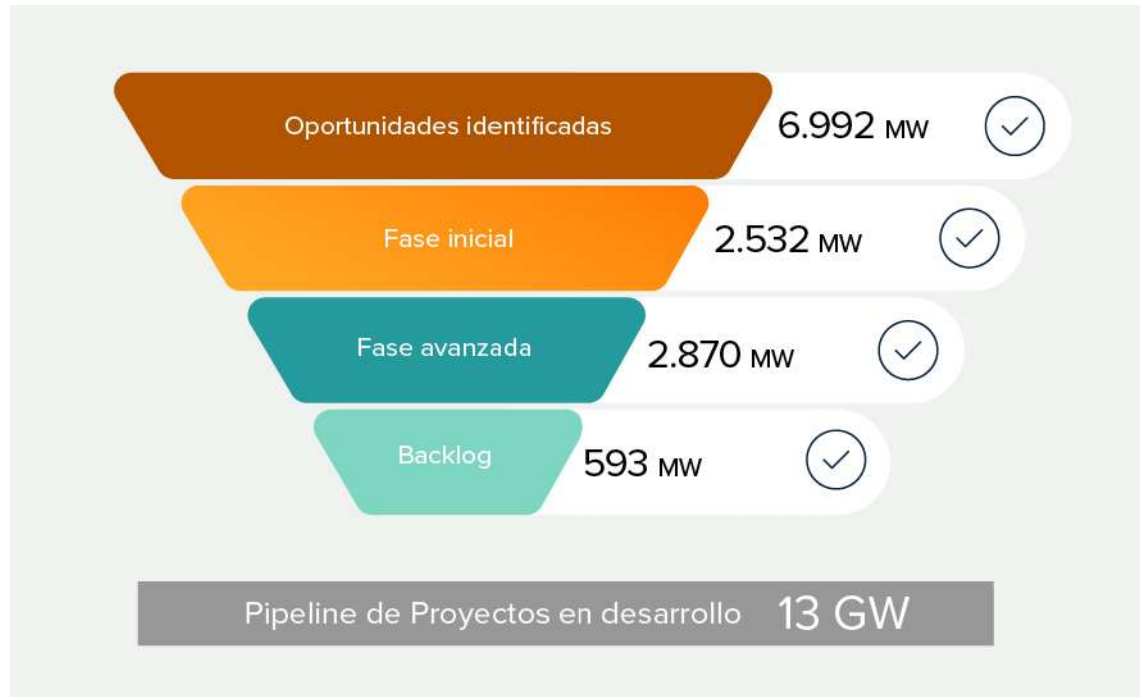 Oportunidades identificadas 6.992 MW
Fase inicial 2.532 MW
Fase avanzada 2.870 MW
Backlog 593 MW
Pipeline de Proyectos en desarrollo 13 GW